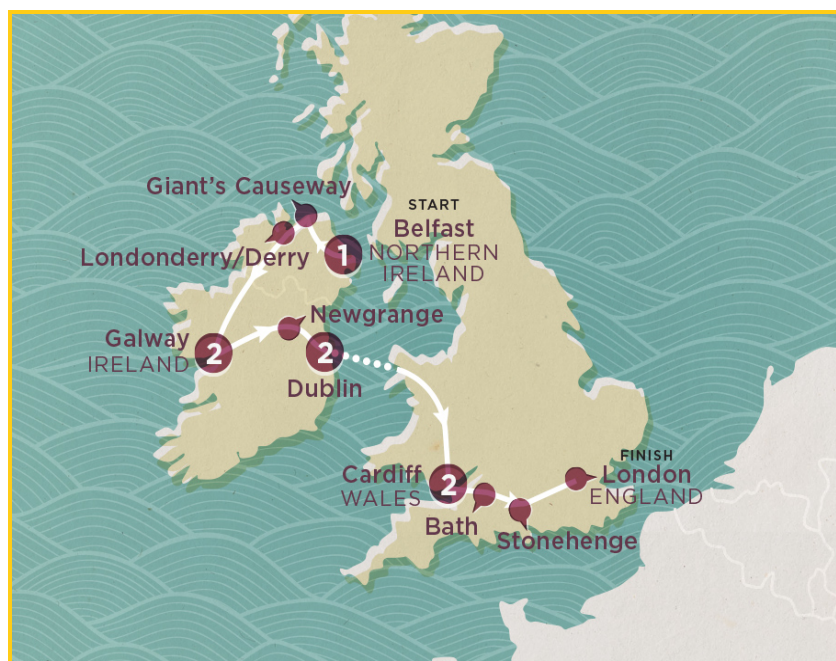 Giant's Causeway
START
Belfast
NORTHERN
IRELAND
1
Londonderry/Derry
Newgrange
Galway
IRELAND
2
2
Dublin
Cardiff
WALES
2
Bath
Stonehenge
FINISH
London
ENGLAND